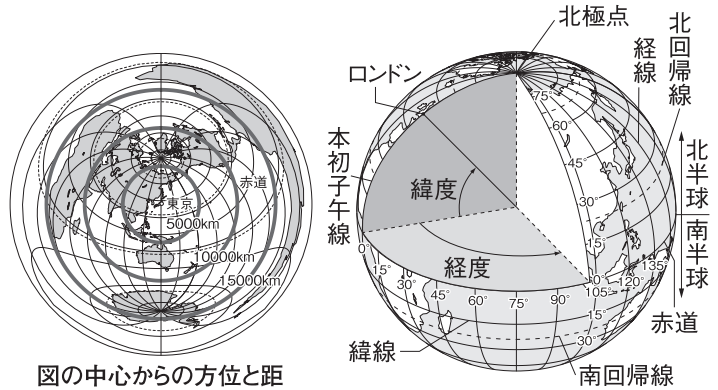 赤道
東京
5000km
10000km
15000km
図の中心からの方位と距
北極点
ロンドン
本初子午線
緯度
経度
緯線
経線
北回帰線
北半球
南半球
赤道
南回帰線
75°
60°
45°
30°
15°
0°
0°
15°
30°
45°
60°
75°
90°
105°
120°
135°
15°
30°